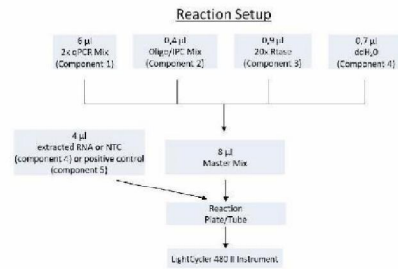 Reaction Setup
6 µl
2x qPCR Mix
(Component 1)
0,4 µl
Oligo/IPC Mix
(Component 2)
0,9 µl
20x RTase
(Component 3)
0,7 µl
dcH₂O
(Component 4)
4 µl
extracted RNA or NTC
(component 4) or positive control
(component 5)
8 µl
Master Mix
Reaction
Plate/Tube
LightCycler 480 II Instrument